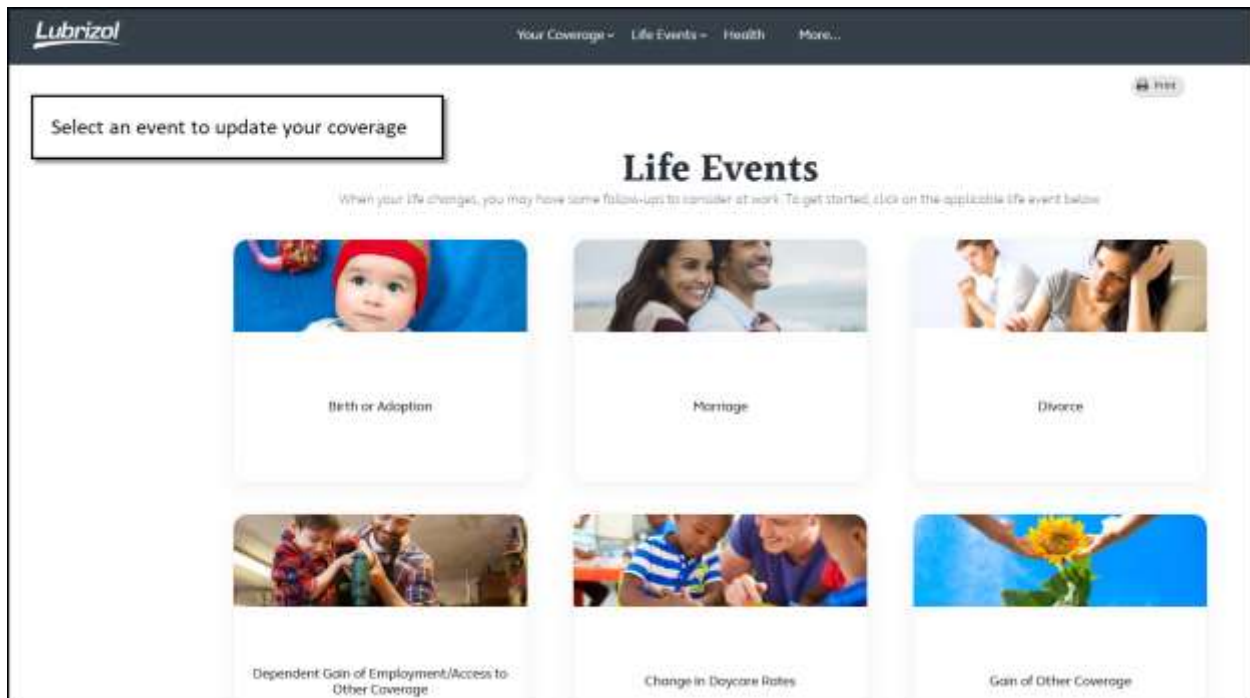 Lubrizol
Your Coverage Life Events Health More...
Print
Select an event to update your coverage
Life Events
When your life changes, you may have some follow-ups to consider at work. To get started, click on the applicable life event below
Birth or Adoption
Marriage
Divorce
Dependent Gain of Employment/Access to
Other Coverage
Change in Daycare Rates
Gain of Other Coverage